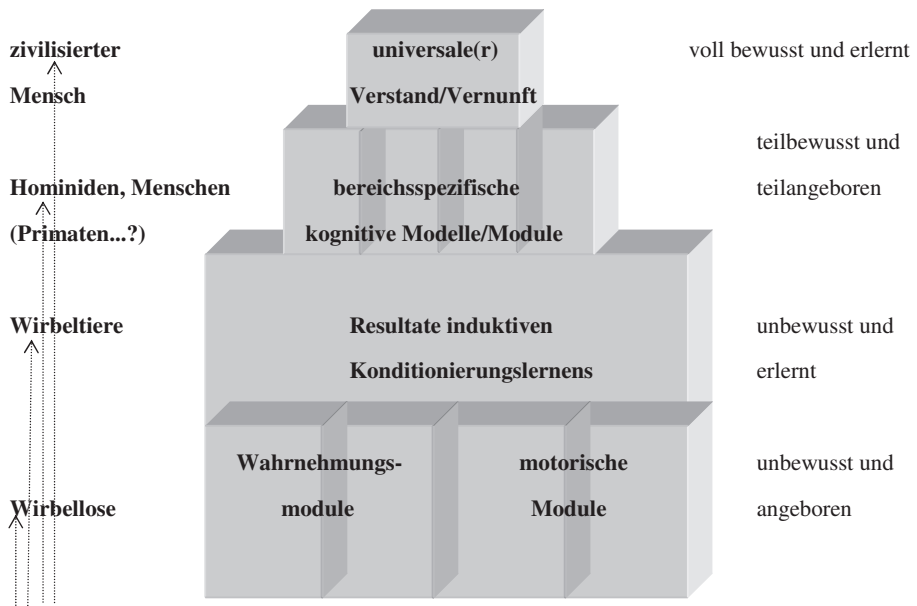 zivilisierter
Mensch
universale(r)
Verstand/Vernunft
voll bewusst und erlernt
Hominiden, Menschen
(Primaten...?)
bereichsspezifische
kognitive Modelle/Module
teilbewusst und
teilangeboren
Wirbeltiere
Resultate induktiven
Konditionierungslernens
unbewusst und
erlernt
Wirbellose
Wahrnehmungs-
module
motorische
Module
unbewusst und
angeboren